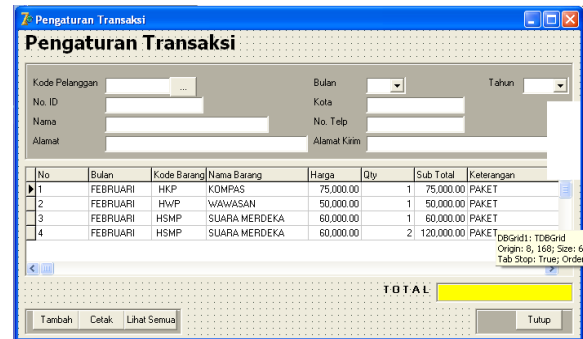 Pengaturan Transaksi
Pengaturan Transaksi
Kode Pelanggan ... Bulan Tahun
No. ID Kota
Nama No. Telp
Alamat Alamat Kirim
No Bulan Kode Barang Nama Barang Harga Qty Sub Total Keterangan
1 FEBRUARI HKP KOMPAS 75,000.00 1 75,000.00 PAKET
2 FEBRUARI HWP WAWASAN 50,000.00 1 50,000.00 PAKET
3 FEBRUARI HSMP SUARA MERDEKA 60,000.00 1 60,000.00 PAKET
4 FEBRUARI HSMP SUARA MERDEKA 60,000.00 2 120,000.00 PAKET
DBGrid1: TDBGrid
Origin: 8, 168; Size: 6
Tab Stop: True; Order
TOTAL
Tambah Cetak Lihat Semua Tutup